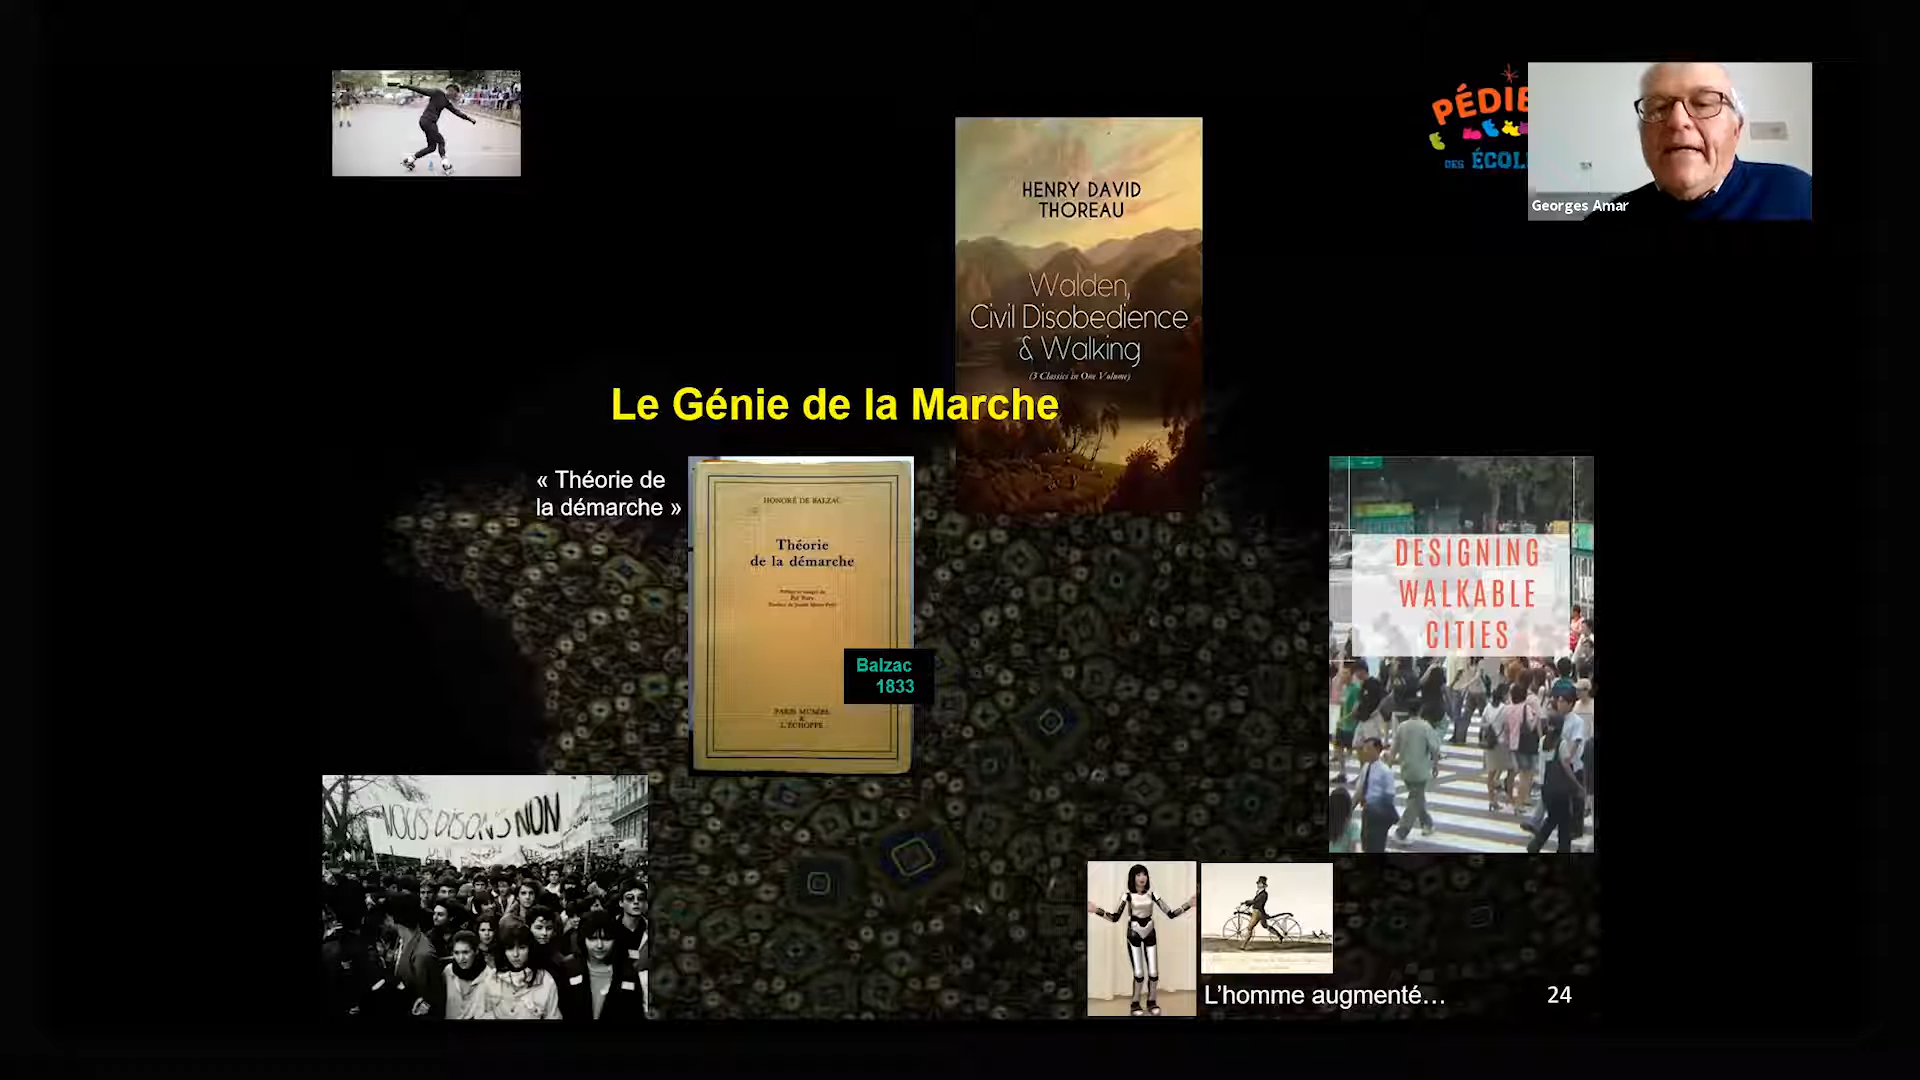 PÉDIB
DES ÉCOL
Georges Amar
HENRY DAVID
THOREAU
Walden,
Civil Disobedience
& Walking
(3 Classics in One Volume)
Le Génie de la Marche
« Théorie de
la démarche »
HONORÉ DE BALZAC
Théorie
de la démarche
Balzac
1833
PARIS MUSÉES
&
L'ÉCHOPPE
DESIGNING
WALKABLE
CITIES
NOUS DISONS NON
L'homme augmenté…
24